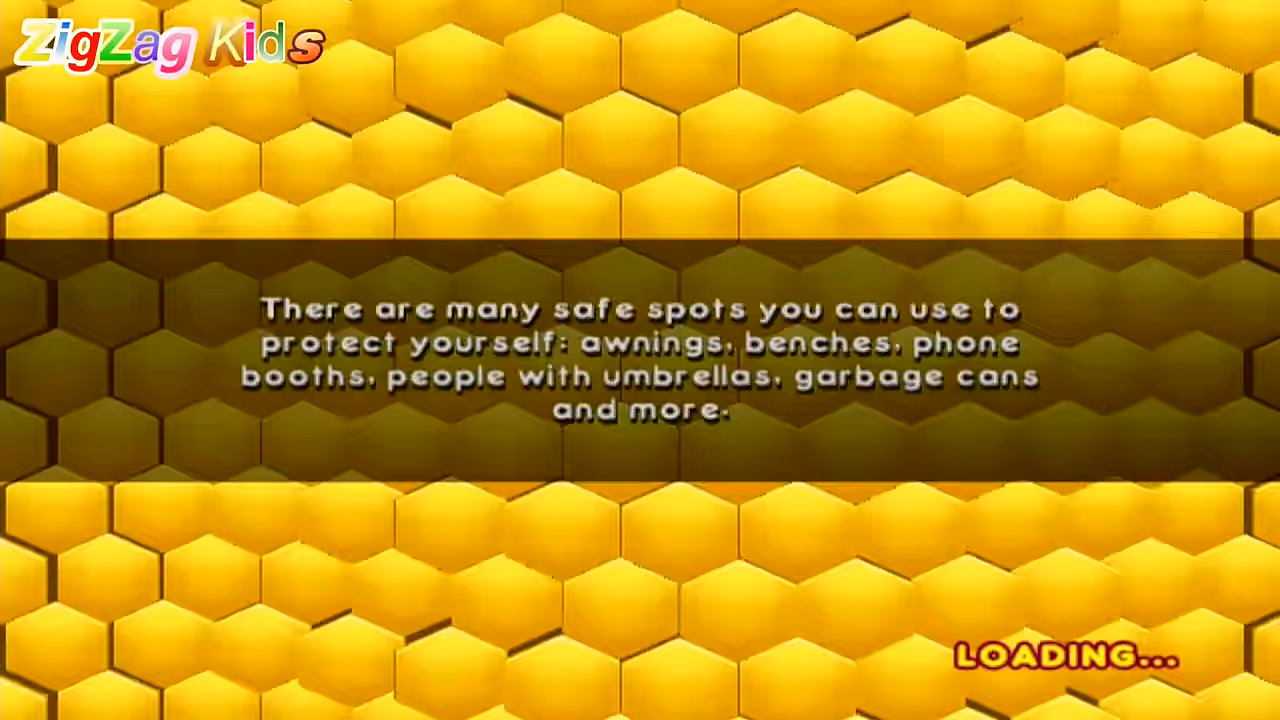 ZigZag Kids
There are many safe spots you can use to
protect yourself: awnings, benches, phone
booths, people with umbrellas, garbage cans
and more.
LOADING...